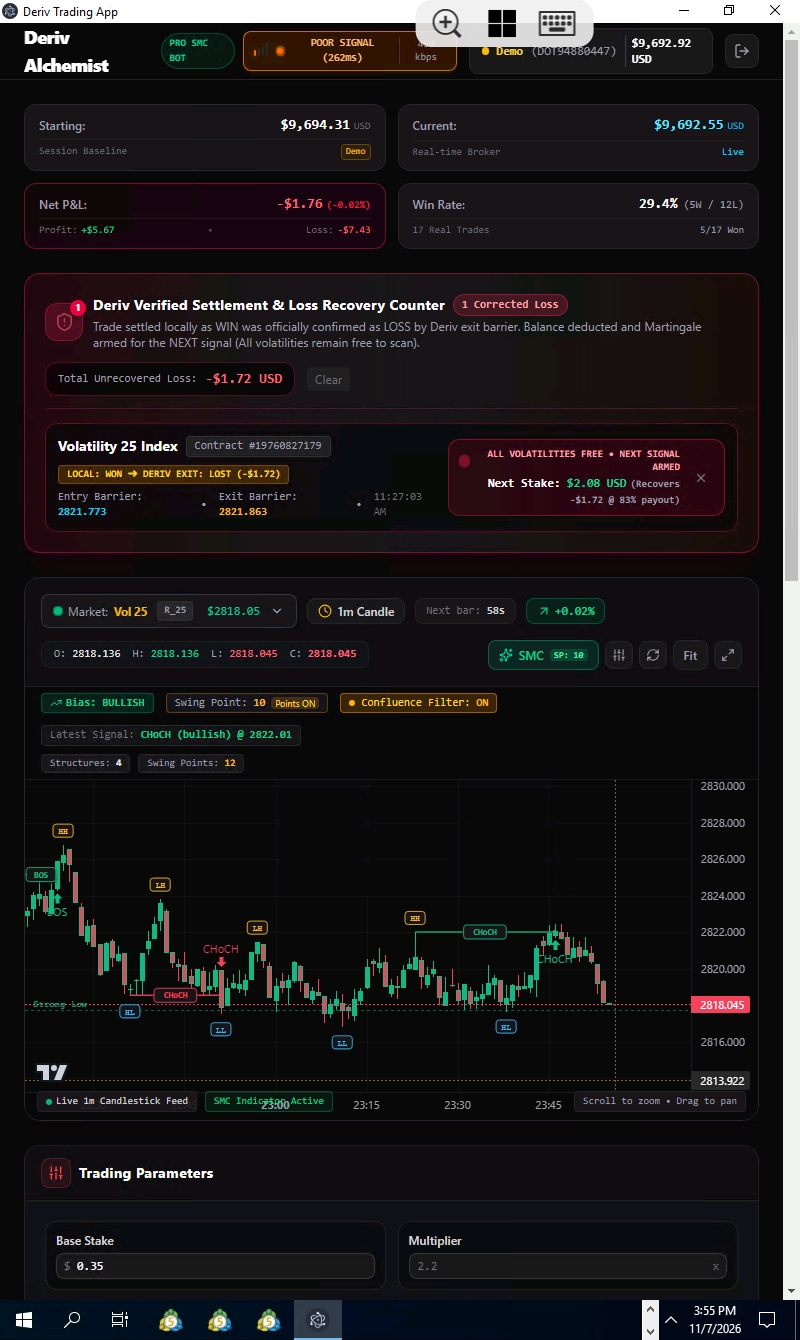 Deriv Trading App
Deriv Alchemist
PRO SMC BOT
POOR SIGNAL (262ms)
kbps
Demo (DOT94880447)
$9,692.92 USD
Starting: $9,694.31 USD
Session Baseline Demo
Current: $9,692.55 USD
Real-time Broker Live
Net P&L: -$1.76 (-0.02%)
Profit: +$5.67 • Loss: -$7.43
Win Rate: 29.4% (5W / 12L)
17 Real Trades 5/17 Won
1
Deriv Verified Settlement & Loss Recovery Counter 1 Corrected Loss
Trade settled locally as WIN was officially confirmed as LOSS by Deriv exit barrier. Balance deducted and Martingale
armed for the NEXT signal (All volatilities remain free to scan).
Total Unrecovered Loss: -$1.72 USD Clear
Volatility 25 Index Contract #19760827179
LOCAL: WON ➜ DERIV EXIT: LOST (-$1.72)
Entry Barrier: 2821.773 • Exit Barrier: 2821.863 • 11:27:03 AM
ALL VOLATILITIES FREE • NEXT SIGNAL ARMED
Next Stake: $2.08 USD (Recovers -$1.72 @ 83% payout)
Market: Vol 25 R_25 $2818.05
1m Candle
Next bar: 58s
+0.02%
O: 2818.136 H: 2818.136 L: 2818.045 C: 2818.045
SMC SP: 10
Fit
Bias: BULLISH
Swing Point: 10 Points ON
Confluence Filter: ON
Latest Signal: CHoCH (bullish) @ 2822.01
Structures: 4
Swing Points: 12
2830.000
2828.000
2826.000
2824.000
2822.000
2820.000
2818.045
2816.000
2813.922
HH
BOS
BOS
LH
CHoCH
CHoCH
LH
HH
CHoCH
CHoCH
Strong Low
HL
LL
LL
HL
Live 1m Candlestick Feed
SMC Indicator Active
23:00
23:15
23:30
23:45
Scroll to zoom • Drag to pan
Trading Parameters
Base Stake
$ 0.35
Multiplier
2.2 x
3:55 PM
11/7/2026